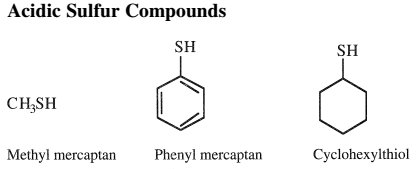 Acidic Sulfur Compounds
SH
SH
CH₃SH
Methyl mercaptan
Phenyl mercaptan
Cyclohexylthiol